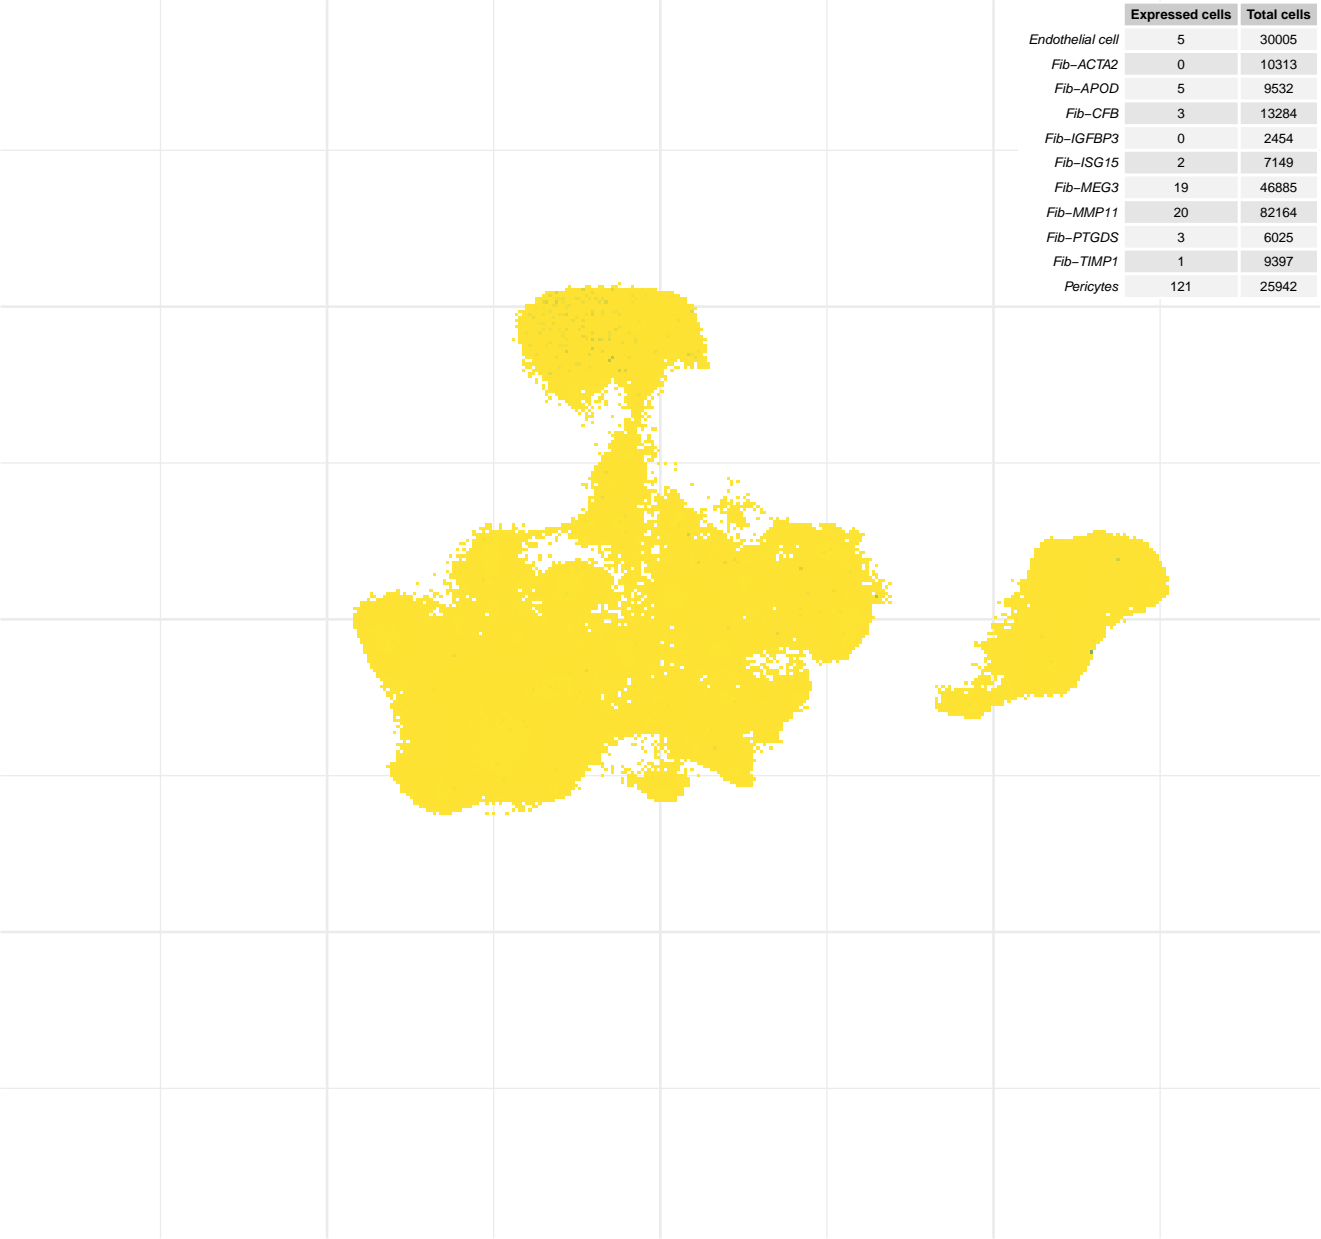 Expressed cells Total cells
Endothelial cell 5 30005
Fib−ACTA2 0 10313
Fib−APOD 5 9532
Fib−CFB 3 13284
Fib−IGFBP3 0 2454
Fib−ISG15 2 7149
Fib−MEG3 19 46885
Fib−MMP11 20 82164
Fib−PTGDS 3 6025
Fib−TIMP1 1 9397
Pericytes 121 25942